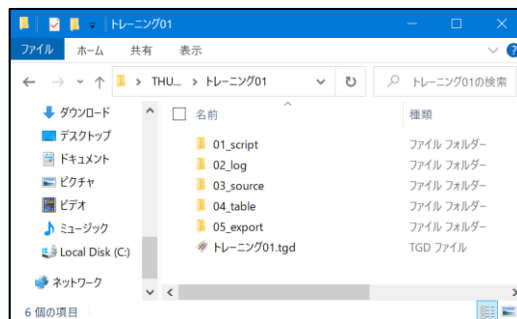 トレーニング01
ファイル ホーム 共有 表示
THU... トレーニング01 トレーニング01の検索
ダウンロード
デスクトップ
ドキュメント
ピクチャ
ビデオ
ミュージック
Local Disk (C:)
ネットワーク
名前 種類
01_script ファイル フォルダー
02_log ファイル フォルダー
03_source ファイル フォルダー
04_table ファイル フォルダー
05_export ファイル フォルダー
トレーニング01.tgd TGD ファイル
6 個の項目